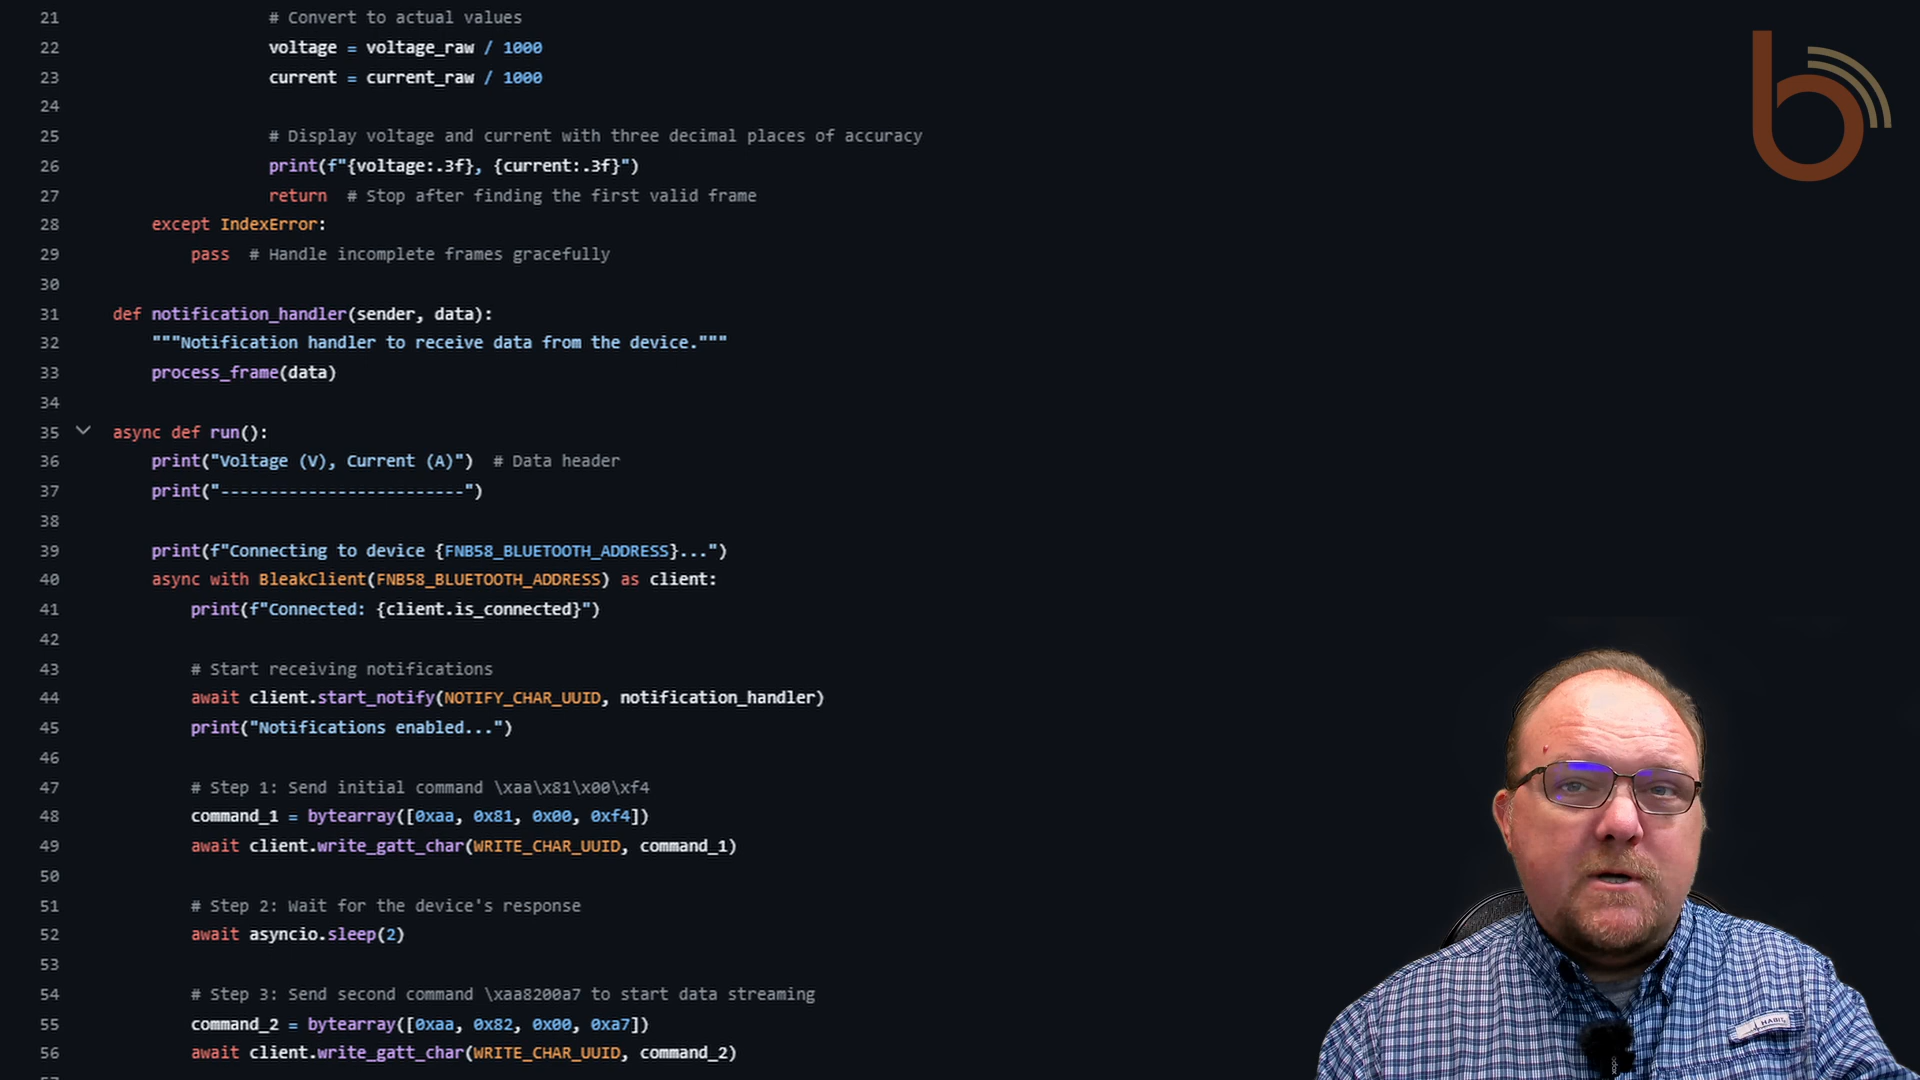 21 # Convert to actual values
22 voltage = voltage_raw / 1000
23 current = current_raw / 1000
24
25 # Display voltage and current with three decimal places of accuracy
26 print(f"{voltage:.3f}, {current:.3f}")
27 return # Stop after finding the first valid frame
28 except IndexError:
29 pass # Handle incomplete frames gracefully
30
31 def notification_handler(sender, data):
32 """Notification handler to receive data from the device."""
33 process_frame(data)
34
35 async def run():
36 print("Voltage (V), Current (A)") # Data header
37 print("-------------------------")
38
39 print(f"Connecting to device {FNB58_BLUETOOTH_ADDRESS}...")
40 async with BleakClient(FNB58_BLUETOOTH_ADDRESS) as client:
41 print(f"Connected: {client.is_connected}")
42
43 # Start receiving notifications
44 await client.start_notify(NOTIFY_CHAR_UUID, notification_handler)
45 print("Notifications enabled...")
46
47 # Step 1: Send initial command \xaa\x81\x00\xf4
48 command_1 = bytearray([0xaa, 0x81, 0x00, 0xf4])
49 await client.write_gatt_char(WRITE_CHAR_UUID, command_1)
50
51 # Step 2: Wait for the device's response
52 await asyncio.sleep(2)
53
54 # Step 3: Send second command \xaa8200a7 to start data streaming
55 command_2 = bytearray([0xaa, 0x82, 0x00, 0xa7])
56 await client.write_gatt_char(WRITE_CHAR_UUID, command_2)
b